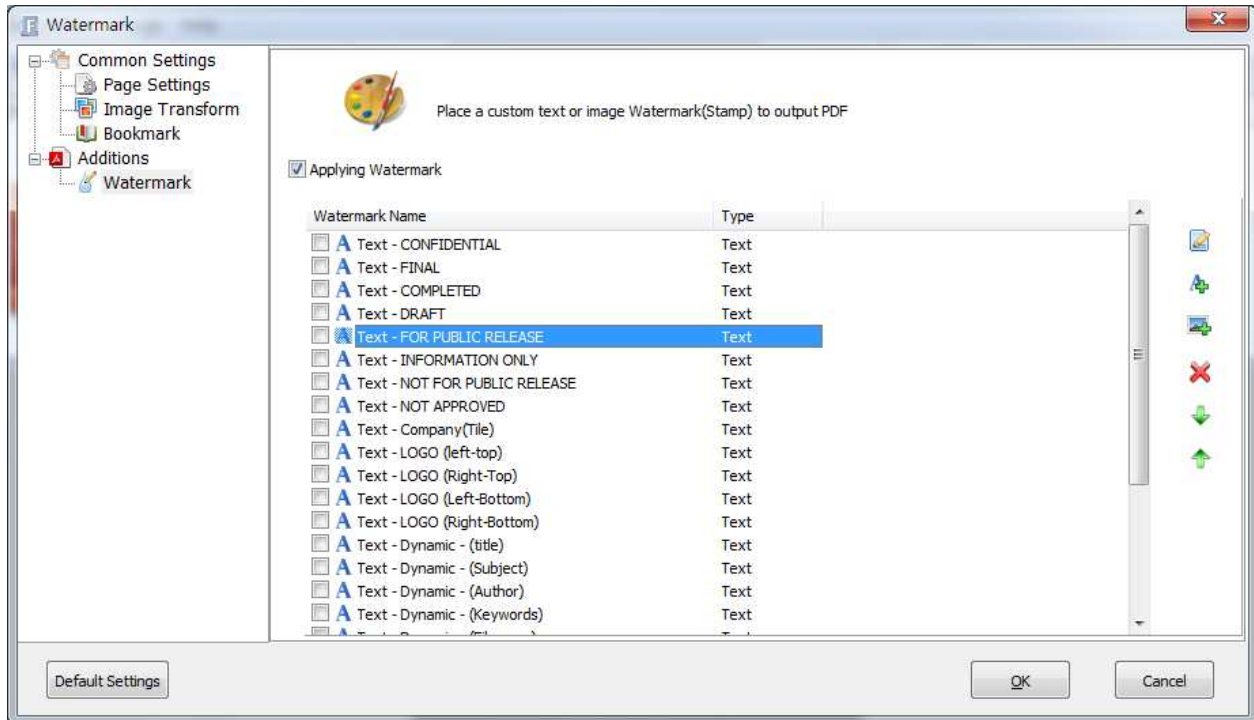 Watermark
Common Settings
Page Settings
Image Transform
Bookmark
Additions
Watermark
Place a custom text or image Watermark(Stamp) to output PDF
Applying Watermark
Watermark Name Type
Text - CONFIDENTIAL Text
Text - FINAL Text
Text - COMPLETED Text
Text - DRAFT Text
Text - FOR PUBLIC RELEASE Text
Text - INFORMATION ONLY Text
Text - NOT FOR PUBLIC RELEASE Text
Text - NOT APPROVED Text
Text - Company(Tile) Text
Text - LOGO (left-top) Text
Text - LOGO (Right-Top) Text
Text - LOGO (Left-Bottom) Text
Text - LOGO (Right-Bottom) Text
Text - Dynamic - (title) Text
Text - Dynamic - (Subject) Text
Text - Dynamic - (Author) Text
Text - Dynamic - (Keywords) Text
Default Settings OK Cancel